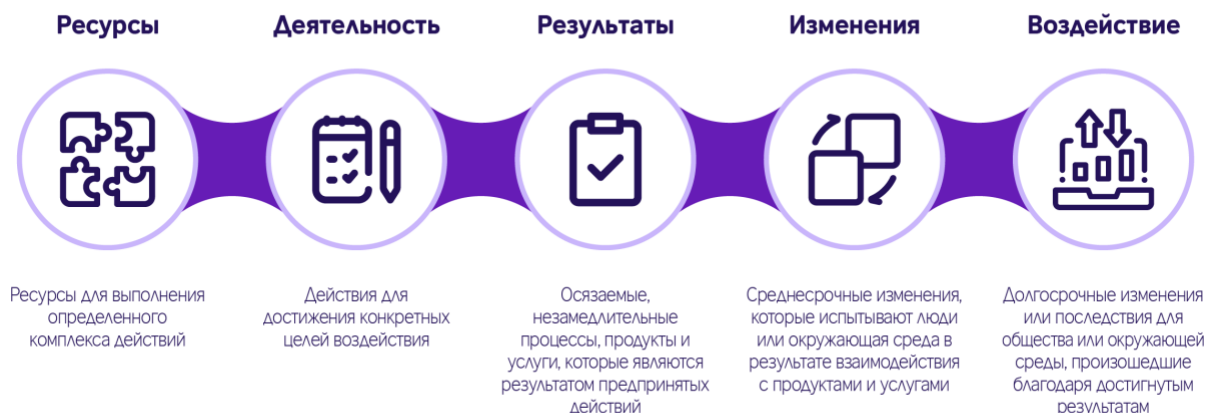 Ресурсы
Деятельность
Результаты
Изменения
Воздействие
Ресурсы для выполнения
определенного
комплекса действий
Действия для
достижения конкретных
целей воздействия
Осязаемые,
незамедлительные
процессы, продукты и
услуги, которые являются
результатом предпринятых
действий
Среднесрочные изменения,
которые испытывают люди
или окружающая среда в
результате взаимодействия
с продуктами и услугами
Долгосрочные изменения
или последствия для
общества или окружающей
среды, произошедшие
благодаря достигнутым
результатам